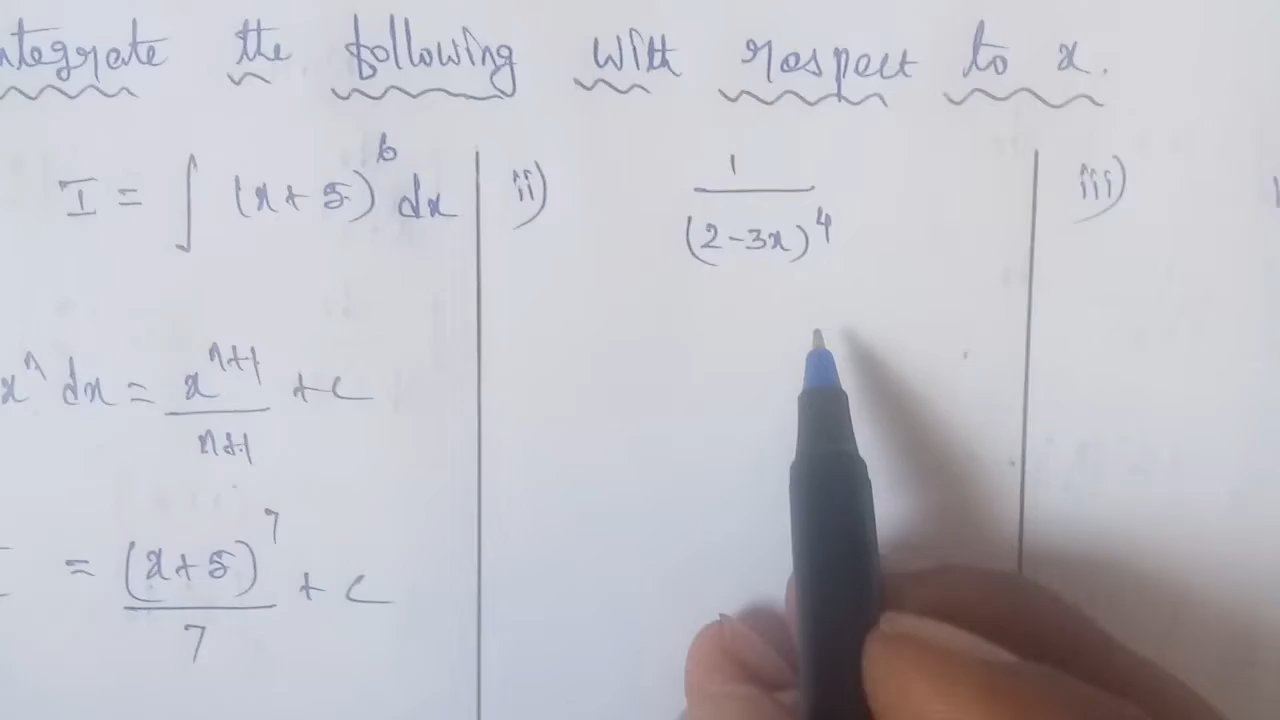 ntegrate the following with respect to x.
I = ∫ (x+5)^6 dx
x^n dx = x^(n+1)/(n+1) + c
= (x+5)^7/7 + c
ii) 1/(2-3x)^4
iii)